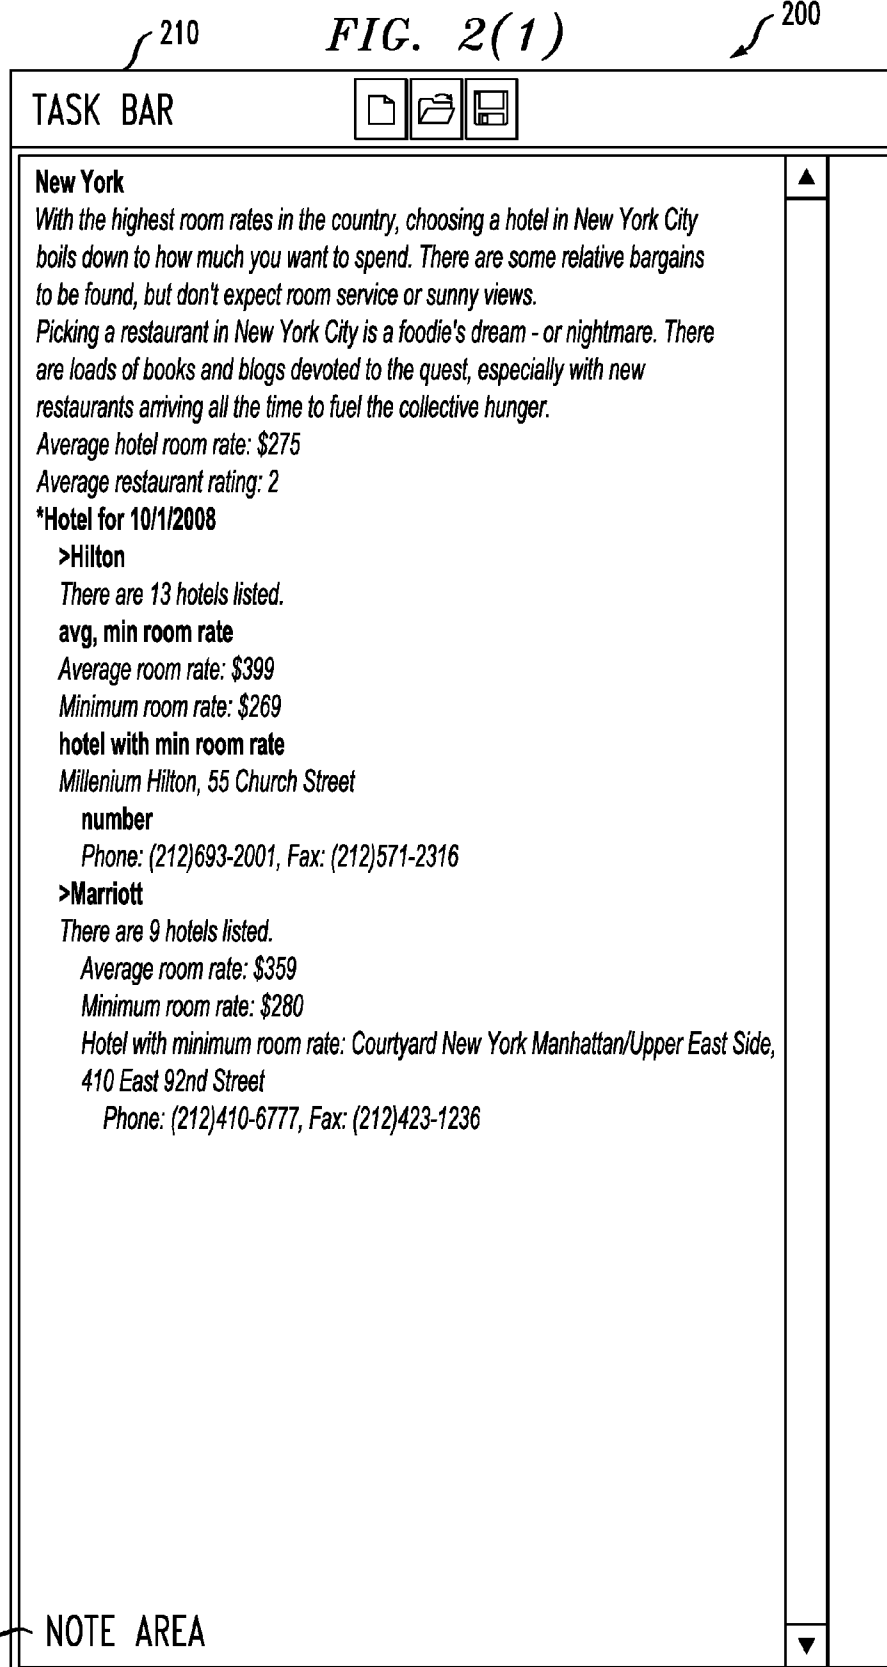 210
FIG. 2(1)
200
TASK BAR
New York
With the highest room rates in the country, choosing a hotel in New York City
boils down to how much you want to spend. There are some relative bargains
to be found, but don't expect room service or sunny views.
Picking a restaurant in New York City is a foodie's dream - or nightmare. There
are loads of books and blogs devoted to the quest, especially with new
restaurants arriving all the time to fuel the collective hunger.
Average hotel room rate: $275
Average restaurant rating: 2
*Hotel for 10/1/2008
>Hilton
There are 13 hotels listed.
avg, min room rate
Average room rate: $399
Minimum room rate: $269
hotel with min room rate
Millenium Hilton, 55 Church Street
number
Phone: (212)693-2001, Fax: (212)571-2316
>Marriott
There are 9 hotels listed.
Average room rate: $359
Minimum room rate: $280
Hotel with minimum room rate: Courtyard New York Manhattan/Upper East Side,
410 East 92nd Street
Phone: (212)410-6777, Fax: (212)423-1236
NOTE AREA